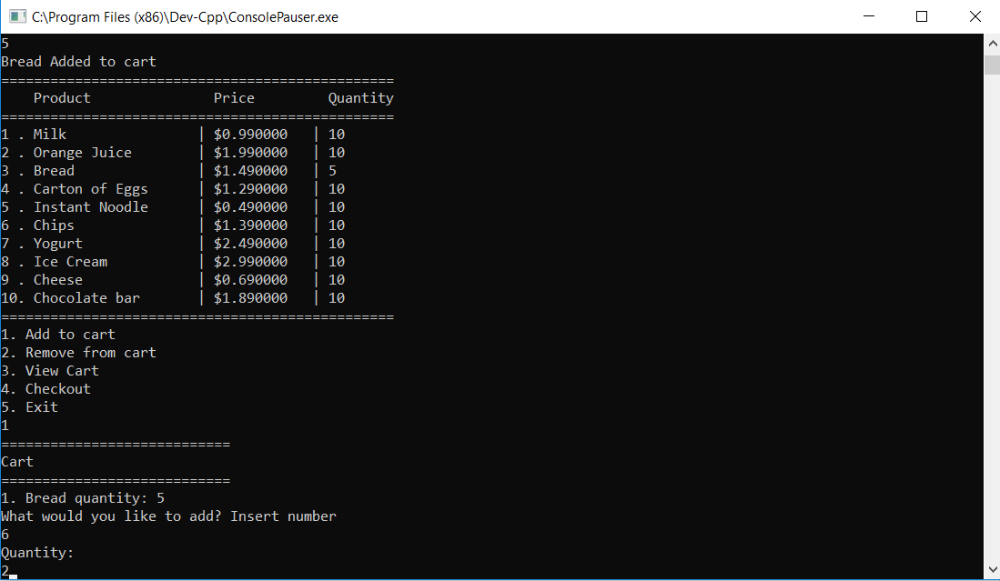 C:\Program Files (x86)\Dev-Cpp\ConsolePauser.exe
5
Bread Added to cart
================================================
    Product               Price         Quantity
================================================
1 . Milk                | $0.990000   | 10
2 . Orange Juice        | $1.990000   | 10
3 . Bread               | $1.490000   | 5
4 . Carton of Eggs      | $1.290000   | 10
5 . Instant Noodle      | $0.490000   | 10
6 . Chips               | $1.390000   | 10
7 . Yogurt              | $2.490000   | 10
8 . Ice Cream           | $2.990000   | 10
9 . Cheese              | $0.690000   | 10
10. Chocolate bar       | $1.890000   | 10
================================================
1. Add to cart
2. Remove from cart
3. View Cart
4. Checkout
5. Exit
1
============================
Cart
============================
1. Bread quantity: 5
What would you like to add? Insert number
6
Quantity:
2